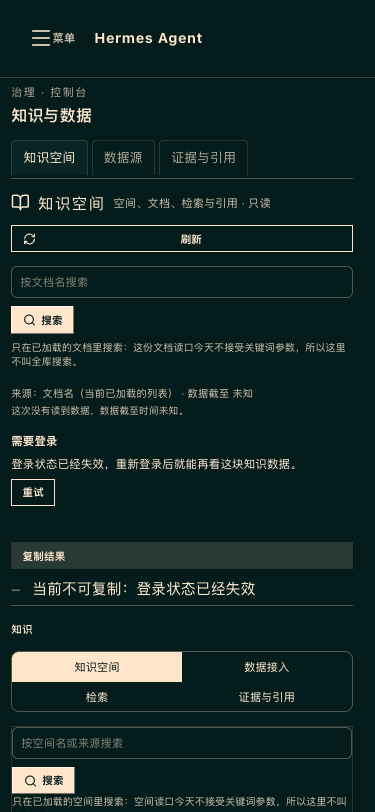 菜单 Hermes Agent
治理 · 控制台
知识与数据
知识空间 数据源 证据与引用
知识空间 空间、文档、检索与引用 · 只读
刷新
按文档名搜索
搜索
只在已加载的文档里搜索：这份文档读口今天不接受关键词参数，所以这里
不叫全库搜索。
来源：文档名（当前已加载的列表） · 数据截至 未知
这次没有读到数据，数据截至时间未知。
需要登录
登录状态已经失效，重新登录后就能再看这块知识数据。
重试
复制结果
— 当前不可复制：登录状态已经失效
知识
知识空间 数据接入
检索 证据与引用
按空间名或来源搜索
搜索
只在已加载的空间里搜索：空间读口今天不接受关键词参数，所以这里不叫